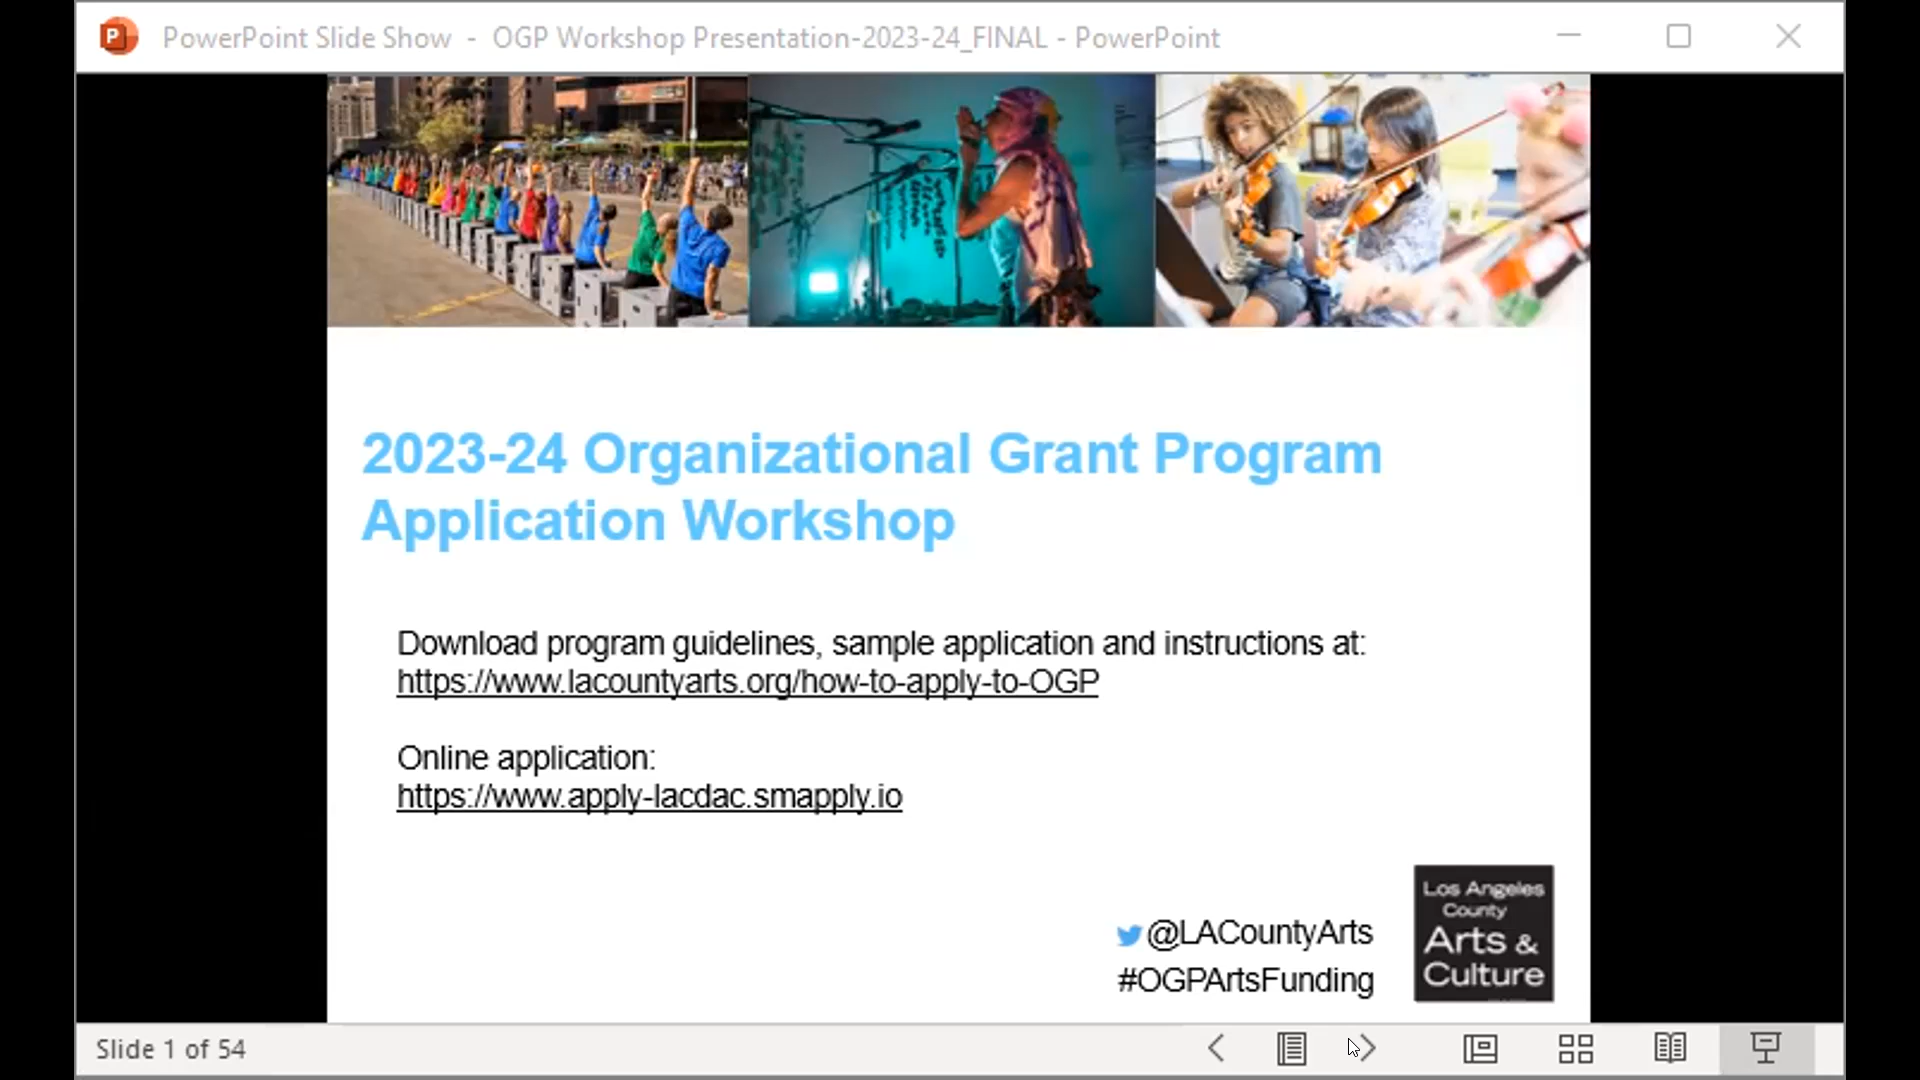 PowerPoint Slide Show - OGP Workshop Presentation-2023-24_FINAL - PowerPoint
2023-24 Organizational Grant Program
Application Workshop
Download program guidelines, sample application and instructions at:
https://www.lacountyarts.org/how-to-apply-to-OGP
Online application:
https://www.apply-lacdac.smapply.io
@LACountyArts
#OGPArtsFunding
Los Angeles
County
Arts &
Culture
Slide 1 of 54